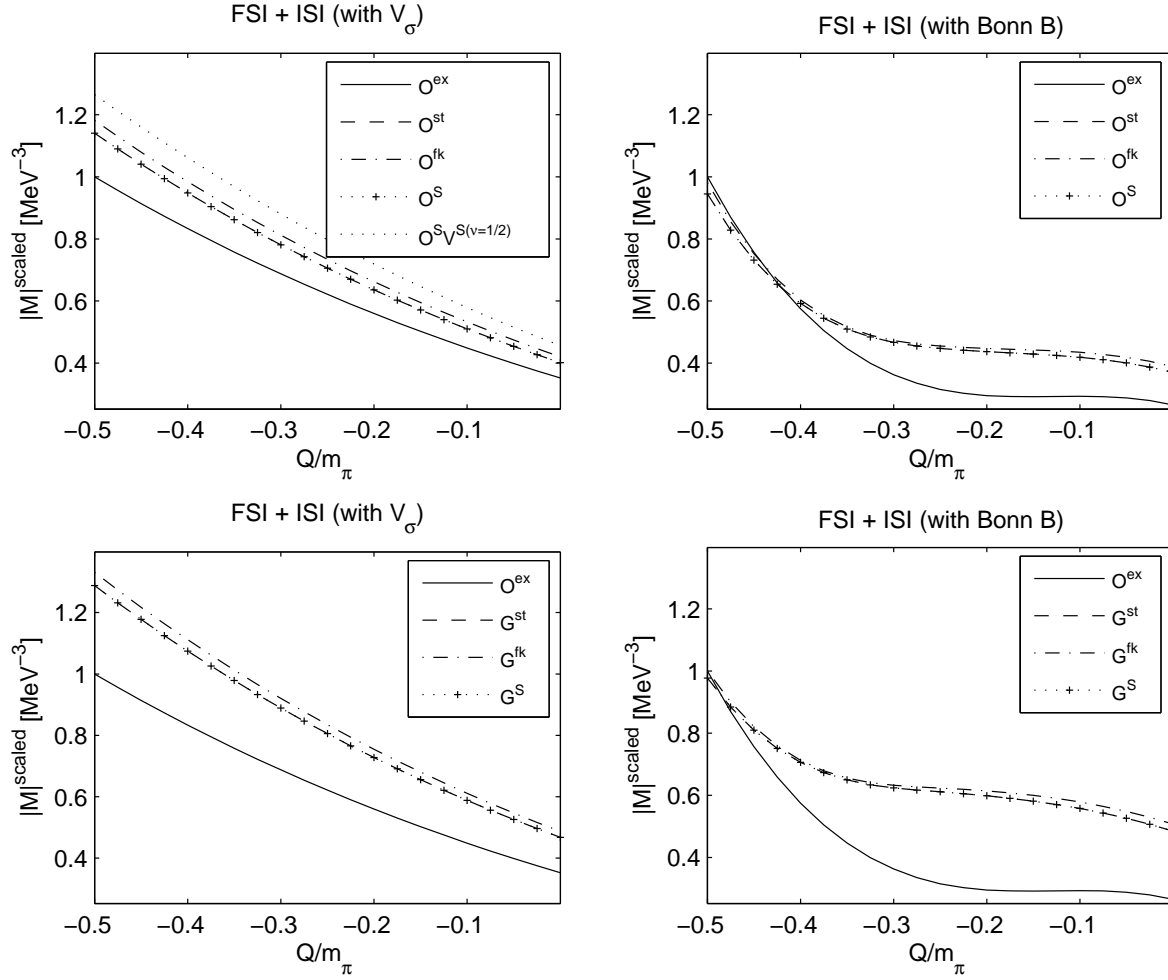 FSI + ISI (with V_σ)
|M|^scaled [MeV^−3]
1.2
1
0.8
0.6
0.4
O^ex
O^st
O^fk
O^S
O^S V^S(ν=1/2)
−0.5 −0.4 −0.3 −0.2 −0.1
Q/m_π
FSI + ISI (with Bonn B)
|M|^scaled [MeV^−3]
1.2
1
0.8
0.6
0.4
O^ex
O^st
O^fk
O^S
−0.5 −0.4 −0.3 −0.2 −0.1
Q/m_π
FSI + ISI (with V_σ)
|M|^scaled [MeV^−3]
1.2
1
0.8
0.6
0.4
O^ex
G^st
G^fk
G^S
−0.5 −0.4 −0.3 −0.2 −0.1
Q/m_π
FSI + ISI (with Bonn B)
|M|^scaled [MeV^−3]
1.2
1
0.8
0.6
0.4
O^ex
G^st
G^fk
G^S
−0.5 −0.4 −0.3 −0.2 −0.1
Q/m_π